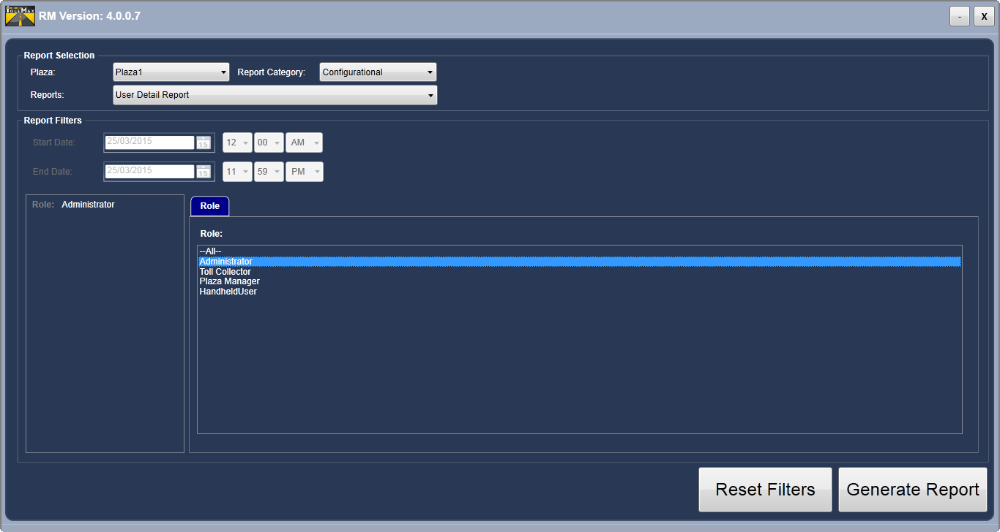 TOLLMAX
RM Version: 4.0.0.7
-
X
Report Selection
Plaza: Plaza1 Report Category: Configurational
Reports: User Detail Report
Report Filters
Start Date: 25/03/2015 15 12 00 AM
End Date: 25/03/2015 15 11 59 PM
Role: Administrator
Role
Role:
--All--
Administrator
Toll Collector
Plaza Manager
HandheldUser
Reset Filters Generate Report